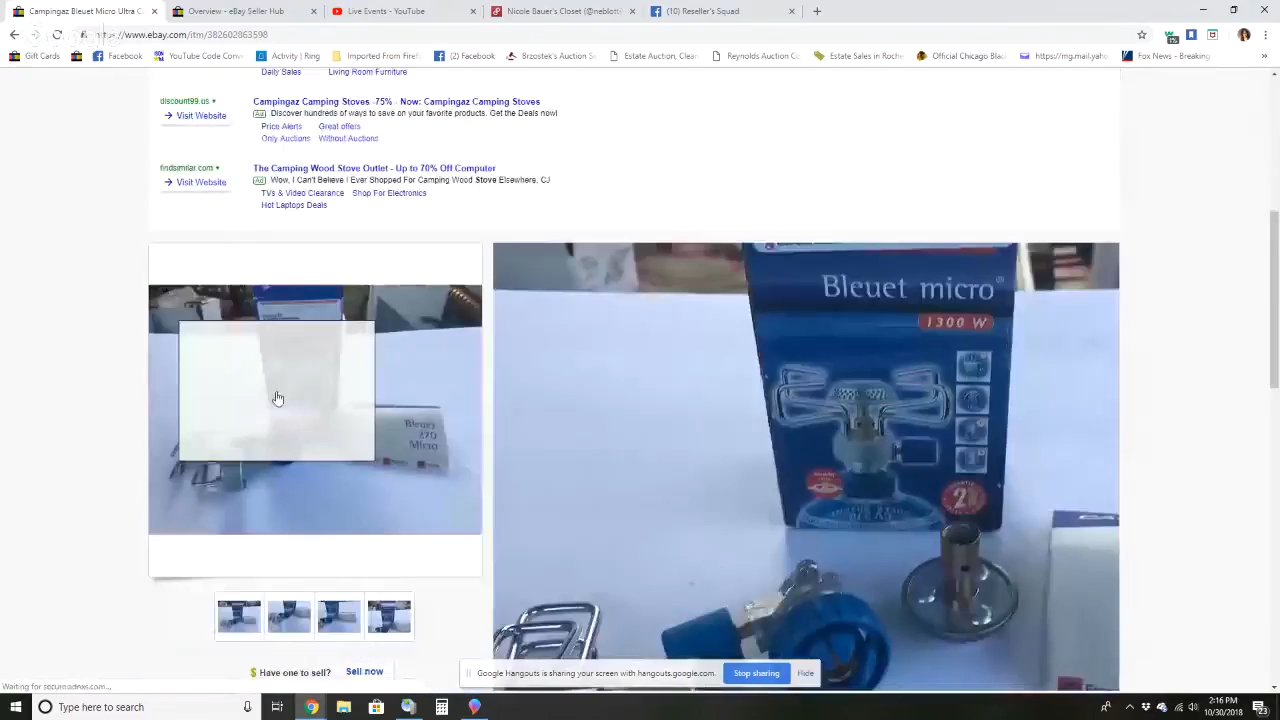 Campingaz Bleuet Micro Ultra C
Overview - eBay Seller Hub
Live Events - YouTube
Nicole Bauer's Closet (@neblott
(10) Reseller's Squad
https://www.ebay.com/itm/382602863598
Gift Cards
Facebook
YouTube Code Conv
Activity | Ring
Imported From Firef
(2) Facebook
Brzostek's Auction Se
Estate Auction, Clear
Reynolds Auction Co
Estate Sales in Roche
Official Chicago Blac
https://mg.mail.yaho
Fox News - Breaking
Daily Sales
Living Room Furniture
discount99.us
Campingaz Camping Stoves -75% - Now: Campingaz Camping Stoves
Visit Website
Ad Discover hundreds of ways to save on your favorite products. Get the Deals now!
Price Alerts
Great offers
Only Auctions
Without Auctions
findsimilar.com
The Camping Wood Stove Outlet - Up to 70% Off Computer
Visit Website
Ad Wow, I Can't Believe I Ever Shopped For Camping Wood Stove Elsewhere, CJ
TVs & Video Clearance
Shop For Electronics
Hot Laptops Deals
Bleuet micro®
1300 W
Bleuet
270
Micro
Have one to sell?
Sell now
Google Hangouts is sharing your screen with hangouts.google.com.
Stop sharing
Hide
Type here to search
2:16 PM
10/30/2018
23